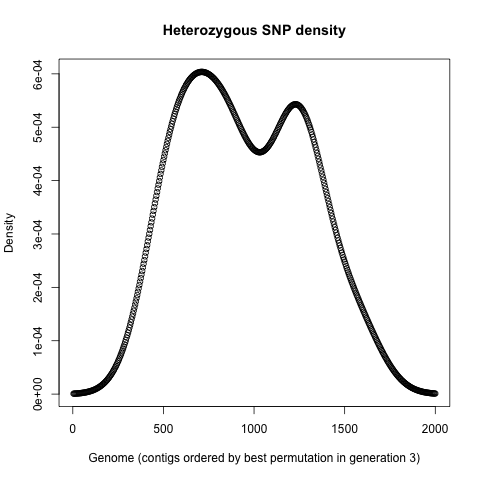 Heterozygous SNP density
Density
6e-04
5e-04
4e-04
3e-04
2e-04
1e-04
0e+00
0 500 1000 1500 2000
Genome (contigs ordered by best permutation in generation 3)